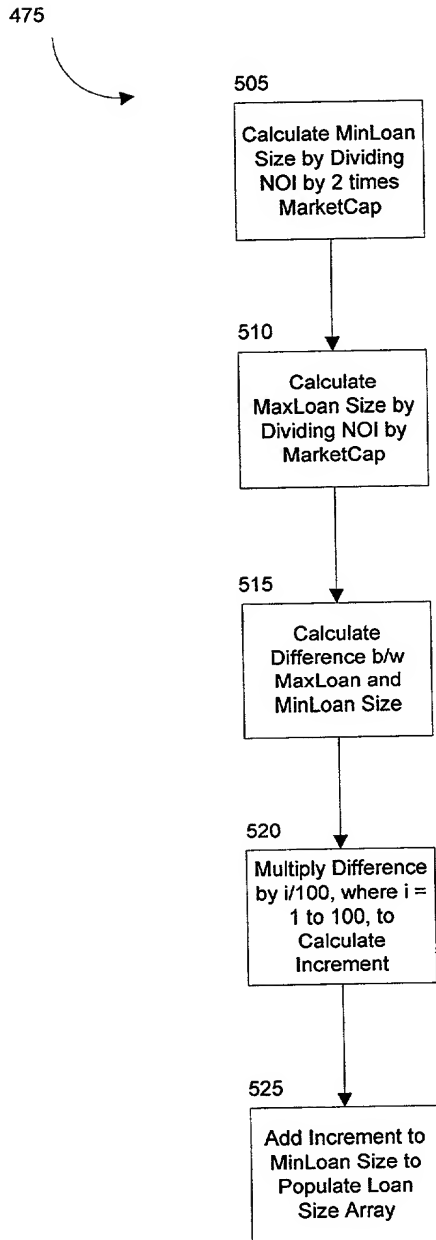 475
505
Calculate MinLoan
Size by Dividing
NOI by 2 times
MarketCap
510
Calculate
MaxLoan Size by
Dividing NOI by
MarketCap
515
Calculate
Difference b/w
MaxLoan and
MinLoan Size
520
Multiply Difference
by i/100, where i =
1 to 100, to
Calculate
Increment
525
Add Increment to
MinLoan Size to
Populate Loan
Size Array